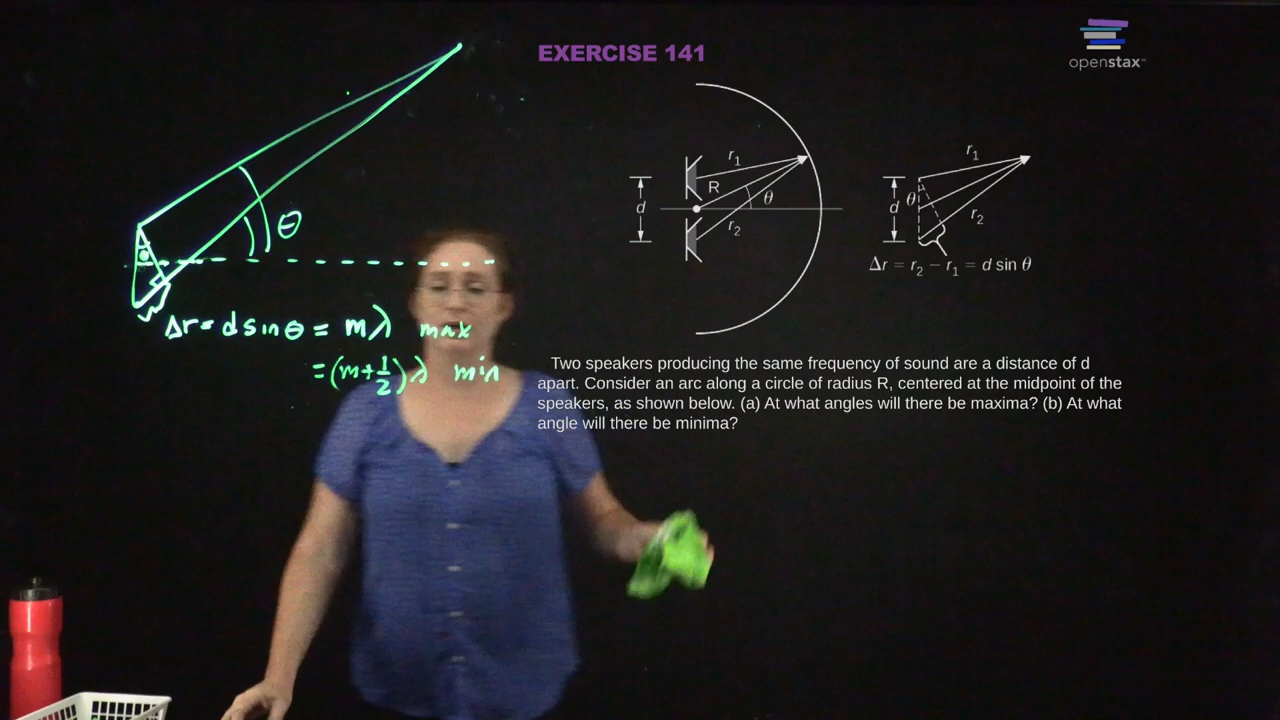 EXERCISE 141
openstax™
r₁
R
θ
d
r₂
r₁
d θ
r₂
Δr = r₂ − r₁ = d sin θ
θ
θ
Δr = d sin θ = mλ max
= (m + 1/2) λ min
Two speakers producing the same frequency of sound are a distance of d
apart. Consider an arc along a circle of radius R, centered at the midpoint of the
speakers, as shown below. (a) At what angles will there be maxima? (b) At what
angle will there be minima?